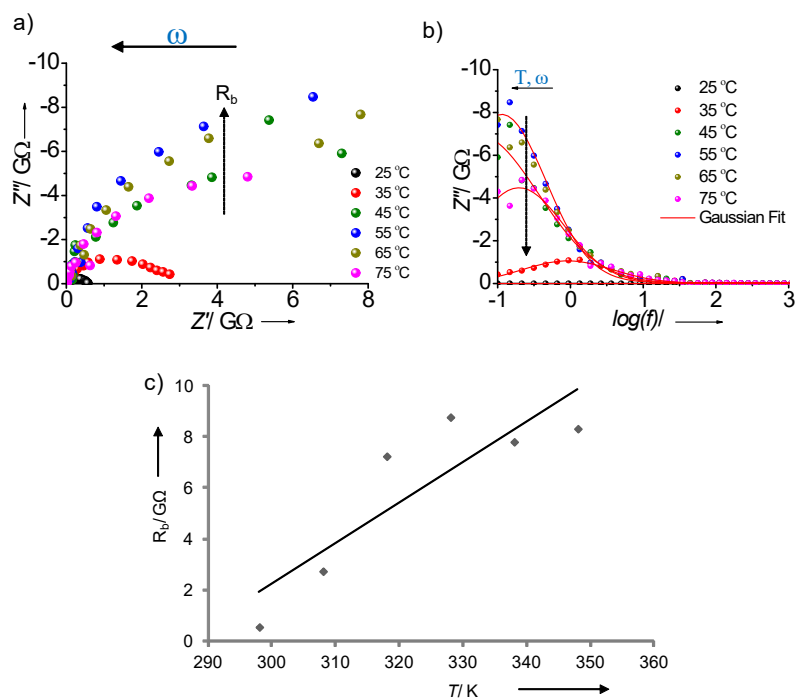 a)
ω
-10
-8
-6
-4
-2
0
Z''/ GΩ
R_b
25 °C
35 °C
45 °C
55 °C
65 °C
75 °C
0 2 4 6 8
Z'/ GΩ
b)
T, ω
-10
-8
-6
-4
-2
0
Z''/ GΩ
25 °C
35 °C
45 °C
55 °C
65 °C
75 °C
Gaussian Fit
-1 0 1 2 3
log(f)/
c)
10
8
6
4
2
0
R_b/ GΩ
290 300 310 320 330 340 350 360
T/ K